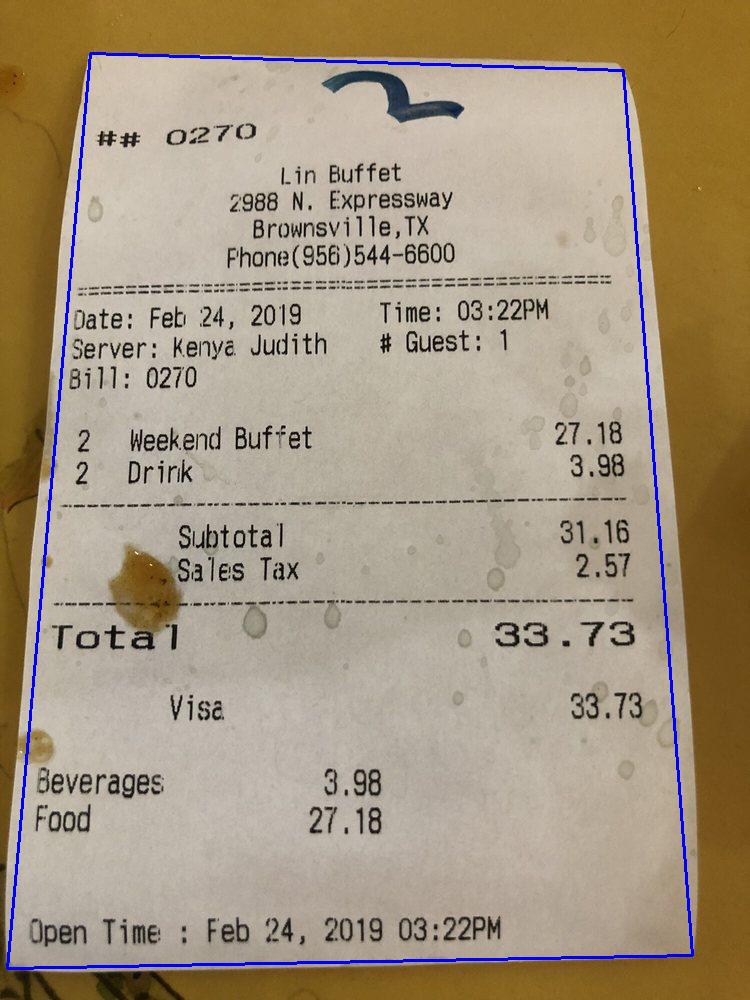 2
## 0270
Lin Buffet
2988 N. Expressway
Brownsville,TX
Phone(956)544-6600
================================================
Date: Feb 24, 2019 Time: 03:22PM
Server: Kenya Judith # Guest: 1
Bill: 0270
2 Weekend Buffet 27.18
2 Drink 3.98
------------------------------------------------
Subtotal 31.16
Sales Tax 2.57
------------------------------------------------
Total 33.73
Visa 33.73
Beverages 3.98
Food 27.18
Open Time : Feb 24, 2019 03:22PM